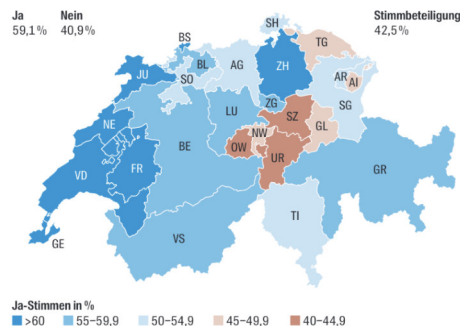 Ja Nein Stimmbeteiligung
59,1% 40,9% 42,5%
SH
BS
TG
JU
BL
AG
ZH
SO
AR
AI
NE
LU
ZG
SZ
SG
BE
NW
GL
OW
VD
FR
UR
GR
GE
TI
VS
Ja-Stimmen in %
>60 55–59,9 50–54,9 45–49,9 40–44,9